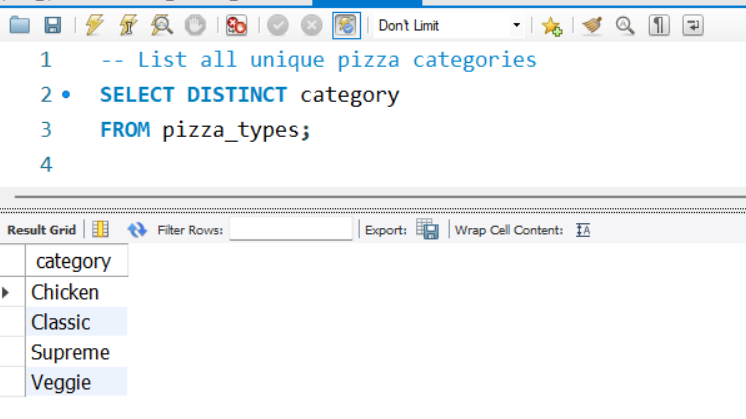 Don't Limit
1 -- List all unique pizza categories
2 SELECT DISTINCT category
3 FROM pizza_types;
4
Result Grid Filter Rows: Export: Wrap Cell Content: IA
category
Chicken
Classic
Supreme
Veggie